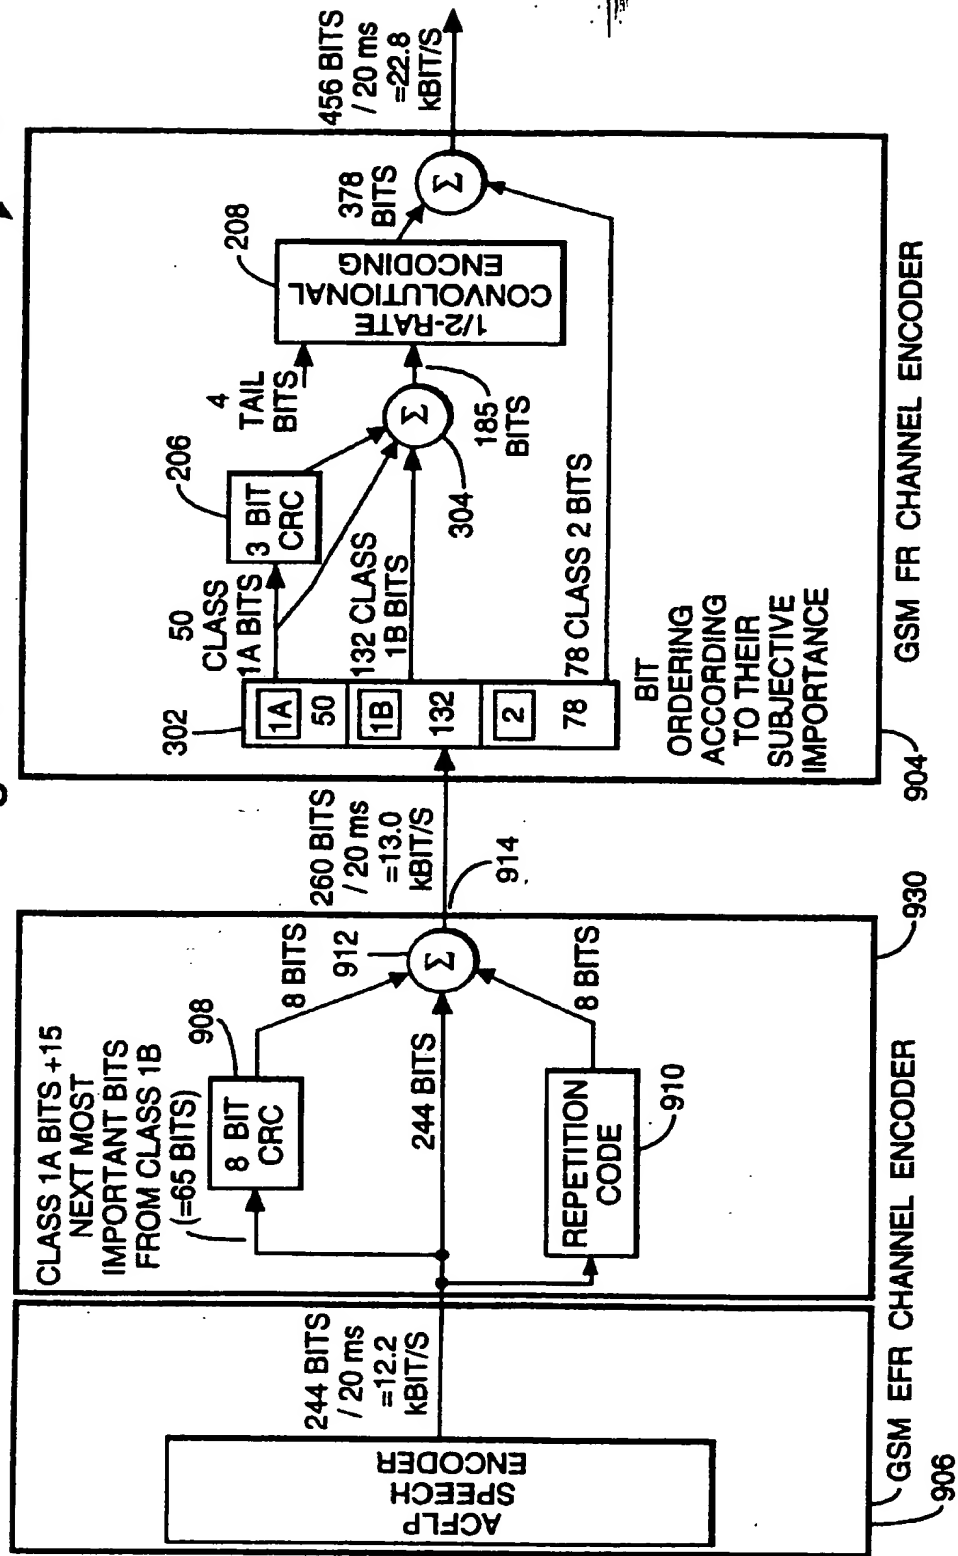 244 BITS
/ 20 ms
=12.2
kBIT/S
ACFLP
SPEECH
ENCODER
906
GSM EFR CHANNEL ENCODER
CLASS 1A BITS +15
NEXT MOST
IMPORTANT BITS
FROM CLASS 1B
(=65 BITS)
908
8 BIT
CRC
8 BITS
912
Σ
244 BITS
8 BITS
REPETITION
CODE
910
930
260 BITS
/ 20 ms
=13.0
kBIT/S
914
302
1A
50
1B
132
2
78
50
CLASS
1A BITS
206
3 BIT
CRC
132 CLASS
1B BITS
304
Σ
185
BITS
4
TAIL
BITS
208
1/2-RATE
CONVOLUTIONAL
ENCODING
378
BITS
Σ
456 BITS
/ 20 ms
=22.8
kBIT/S
78 CLASS 2 BITS
BIT
ORDERING
ACCORDING
TO THEIR
SUBJECTIVE
IMPORTANCE
904
GSM FR CHANNEL ENCODER